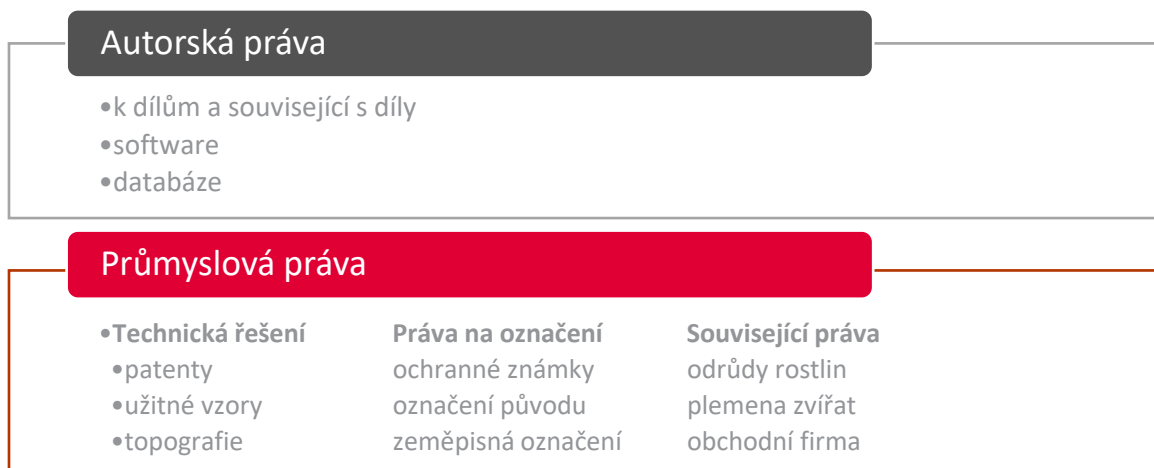 Autorská práva
•k dílům a související s díly
•software
•databáze
Průmyslová práva
•Technická řešení Práva na označení Související práva
•patenty ochranné známky odrůdy rostlin
•užitné vzory označení původu plemena zvířat
•topografie zeměpisná označení obchodní firma